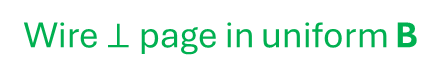 Wire ⊥ page in uniform B